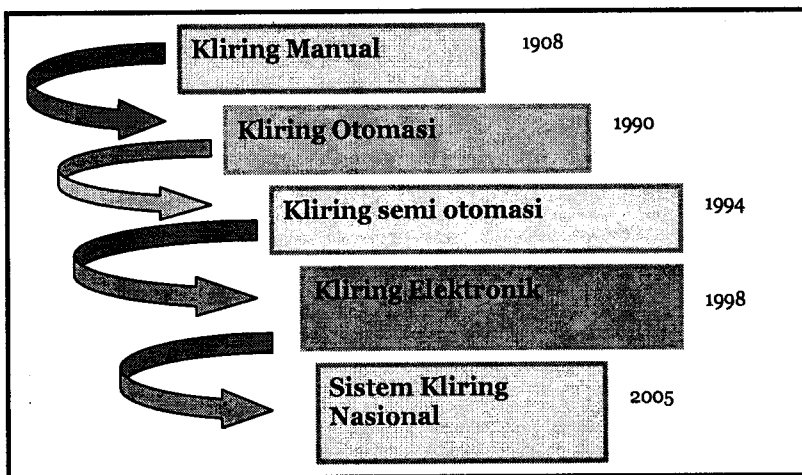 Kliring Manual 1908
Kliring Otomasi 1990
Kliring semi otomasi 1994
Kliring Elektronik 1998
Sistem Kliring 2005
Nasional